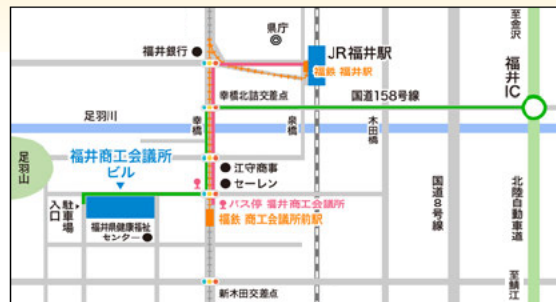 至金沢
県庁
福井銀行
JR福井駅
福鉄 福井駅
福井IC
幸橋北詰交差点
国道158号線
足羽川
幸橋
泉橋
木田橋
足羽山
福井商工会議所
ビル
江守商事
セーレン
バス停 福井商工会議所
福鉄 商工会議所前駅
駐車場
入口
福井県健康福祉
センター
国道8号線
北陸自動車道
新木田交差点
至鯖江